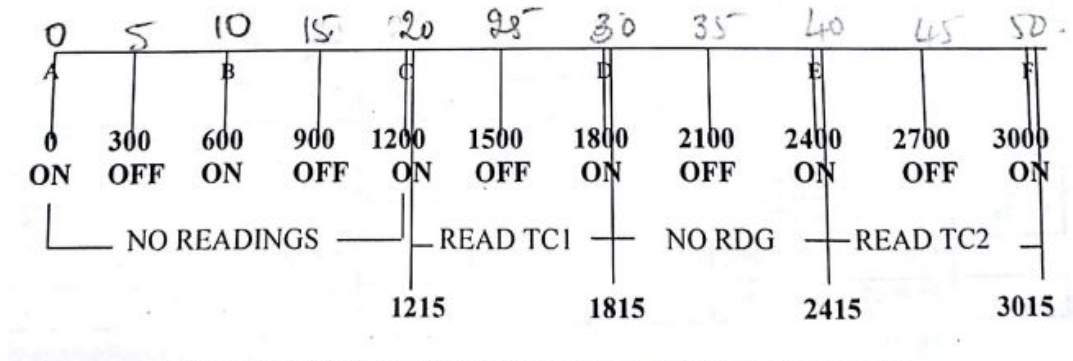 0 5 10 15 20 25 30 35 40 45 50
A B C D E F
0 300 600 900 1200 1500 1800 2100 2400 2700 3000
ON OFF ON OFF ON OFF ON OFF ON OFF ON
NO READINGS READ TC1 NO RDG READ TC2
1215 1815 2415 3015